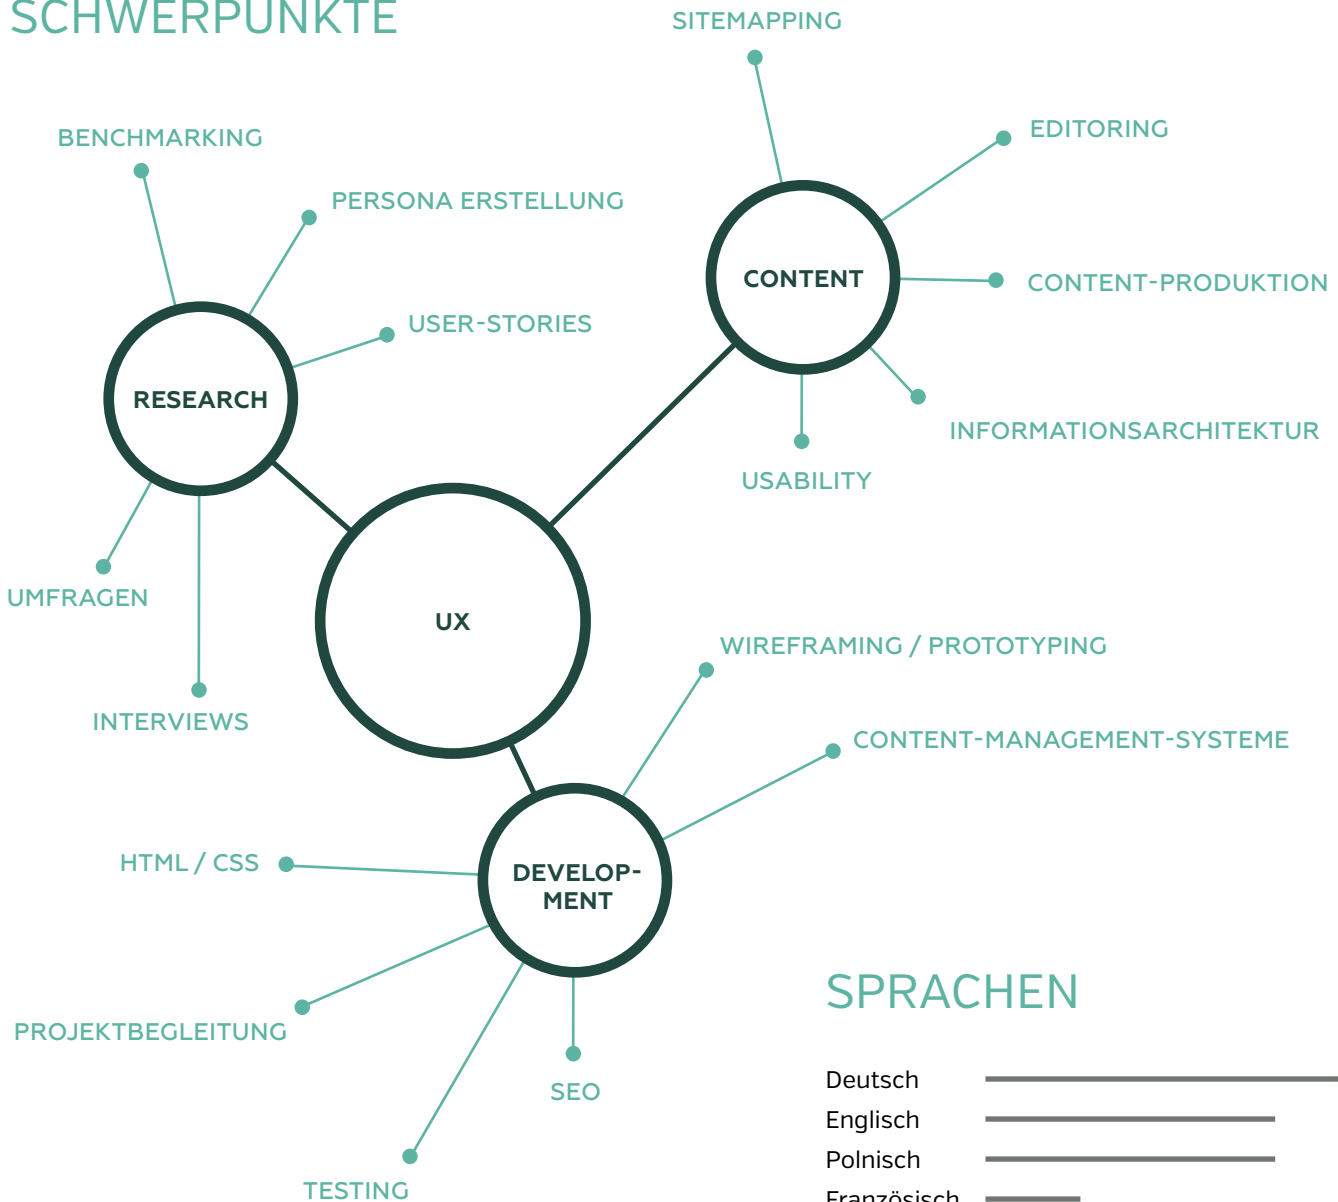 SCHWERPUNKTE
SITEMAPPING
EDITORING
BENCHMARKING
PERSONA ERSTELLUNG
CONTENT
CONTENT-PRODUKTION
USER-STORIES
RESEARCH
INFORMATIONSARCHITEKTUR
USABILITY
UMFRAGEN
UX
WIREFRAMING / PROTOTYPING
INTERVIEWS
CONTENT-MANAGEMENT-SYSTEME
HTML / CSS
DEVELOP-
MENT
PROJEKTBEGLEITUNG
SEO
TESTING
SPRACHEN
Deutsch
Englisch
Polnisch
Französisch